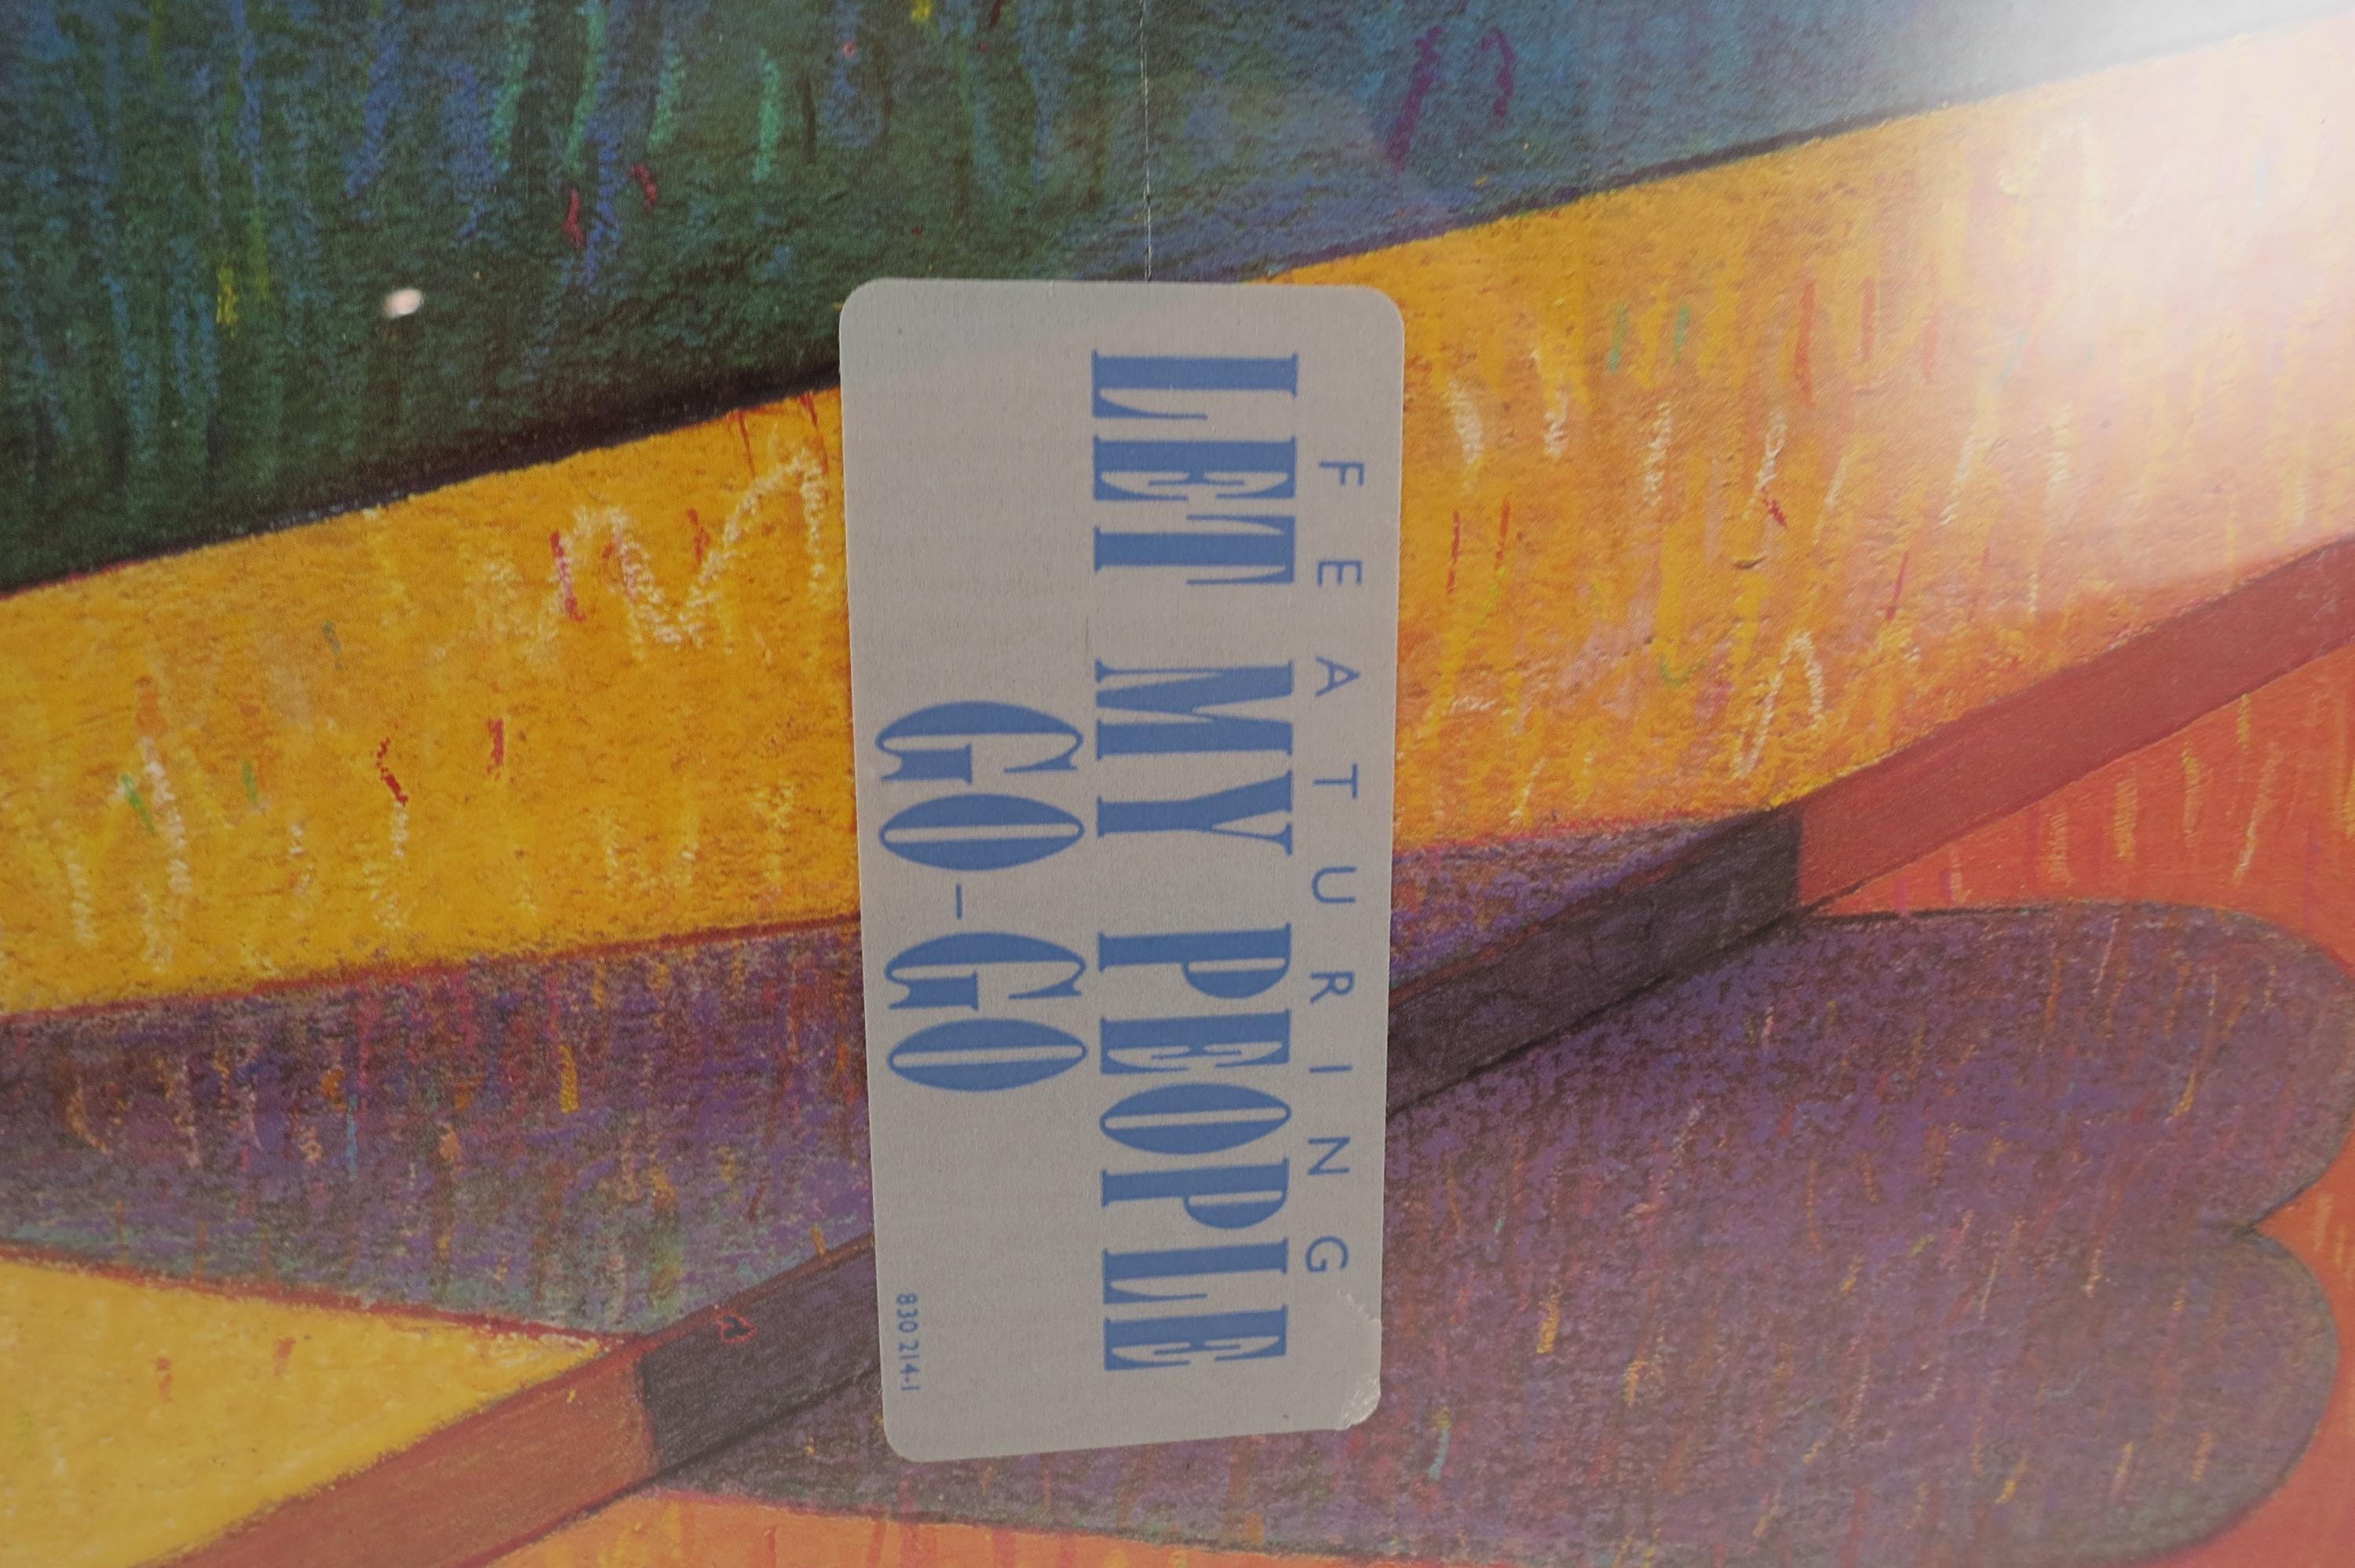 FEATURING
LET MY PEOPLE
GO-GO
830 214-1